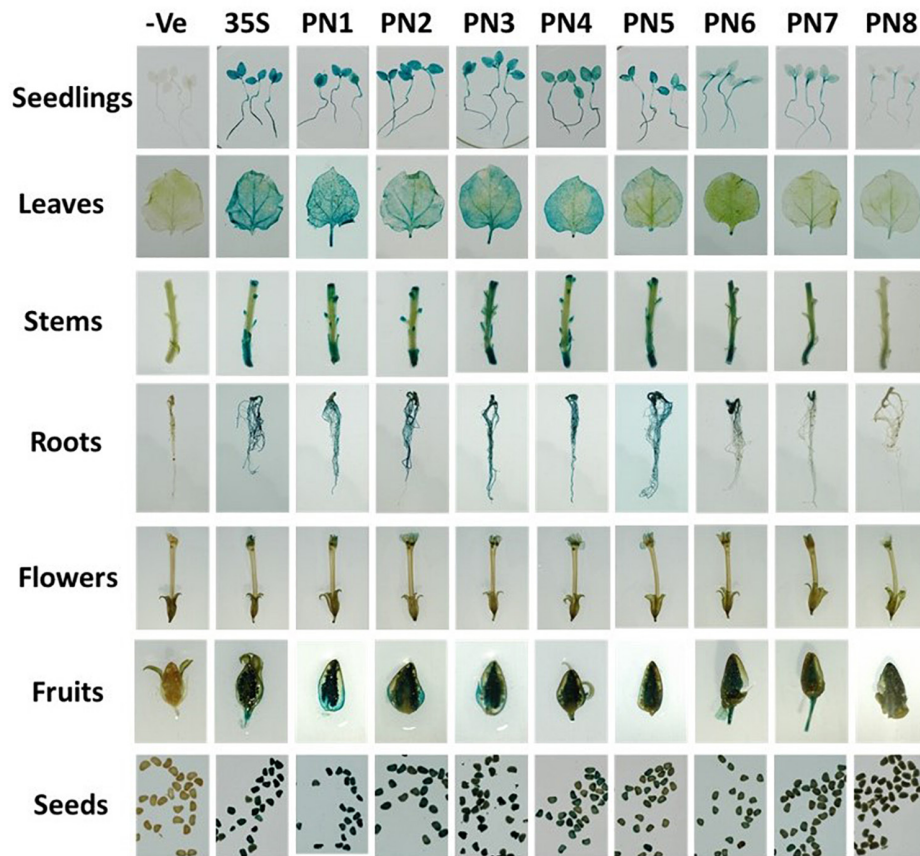 -Ve 35S PN1 PN2 PN3 PN4 PN5 PN6 PN7 PN8
Seedlings
Leaves
Stems
Roots
Flowers
Fruits
Seeds